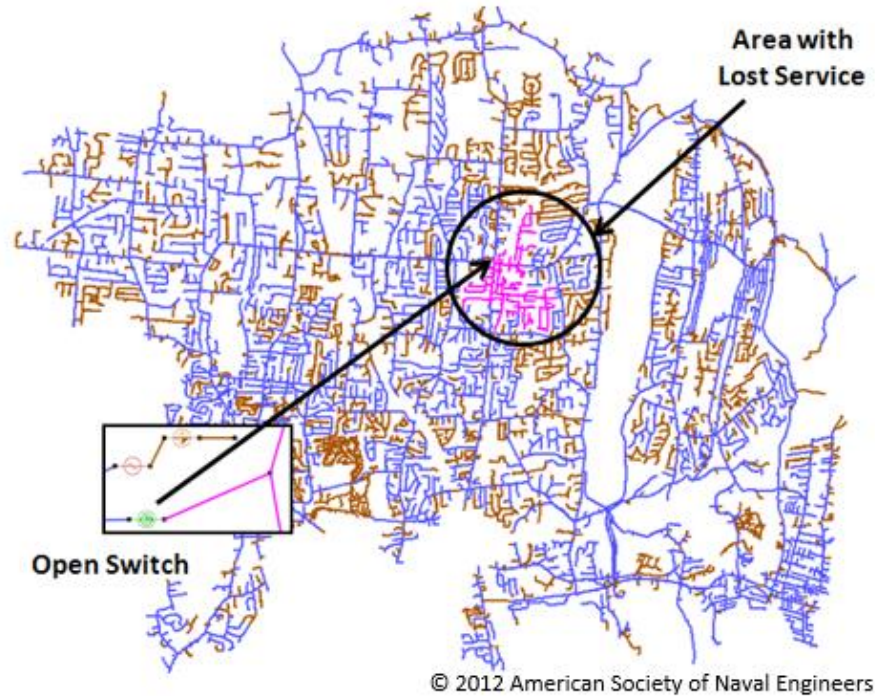 Area with
Lost Service
Open Switch
© 2012 American Society of Naval Engineers